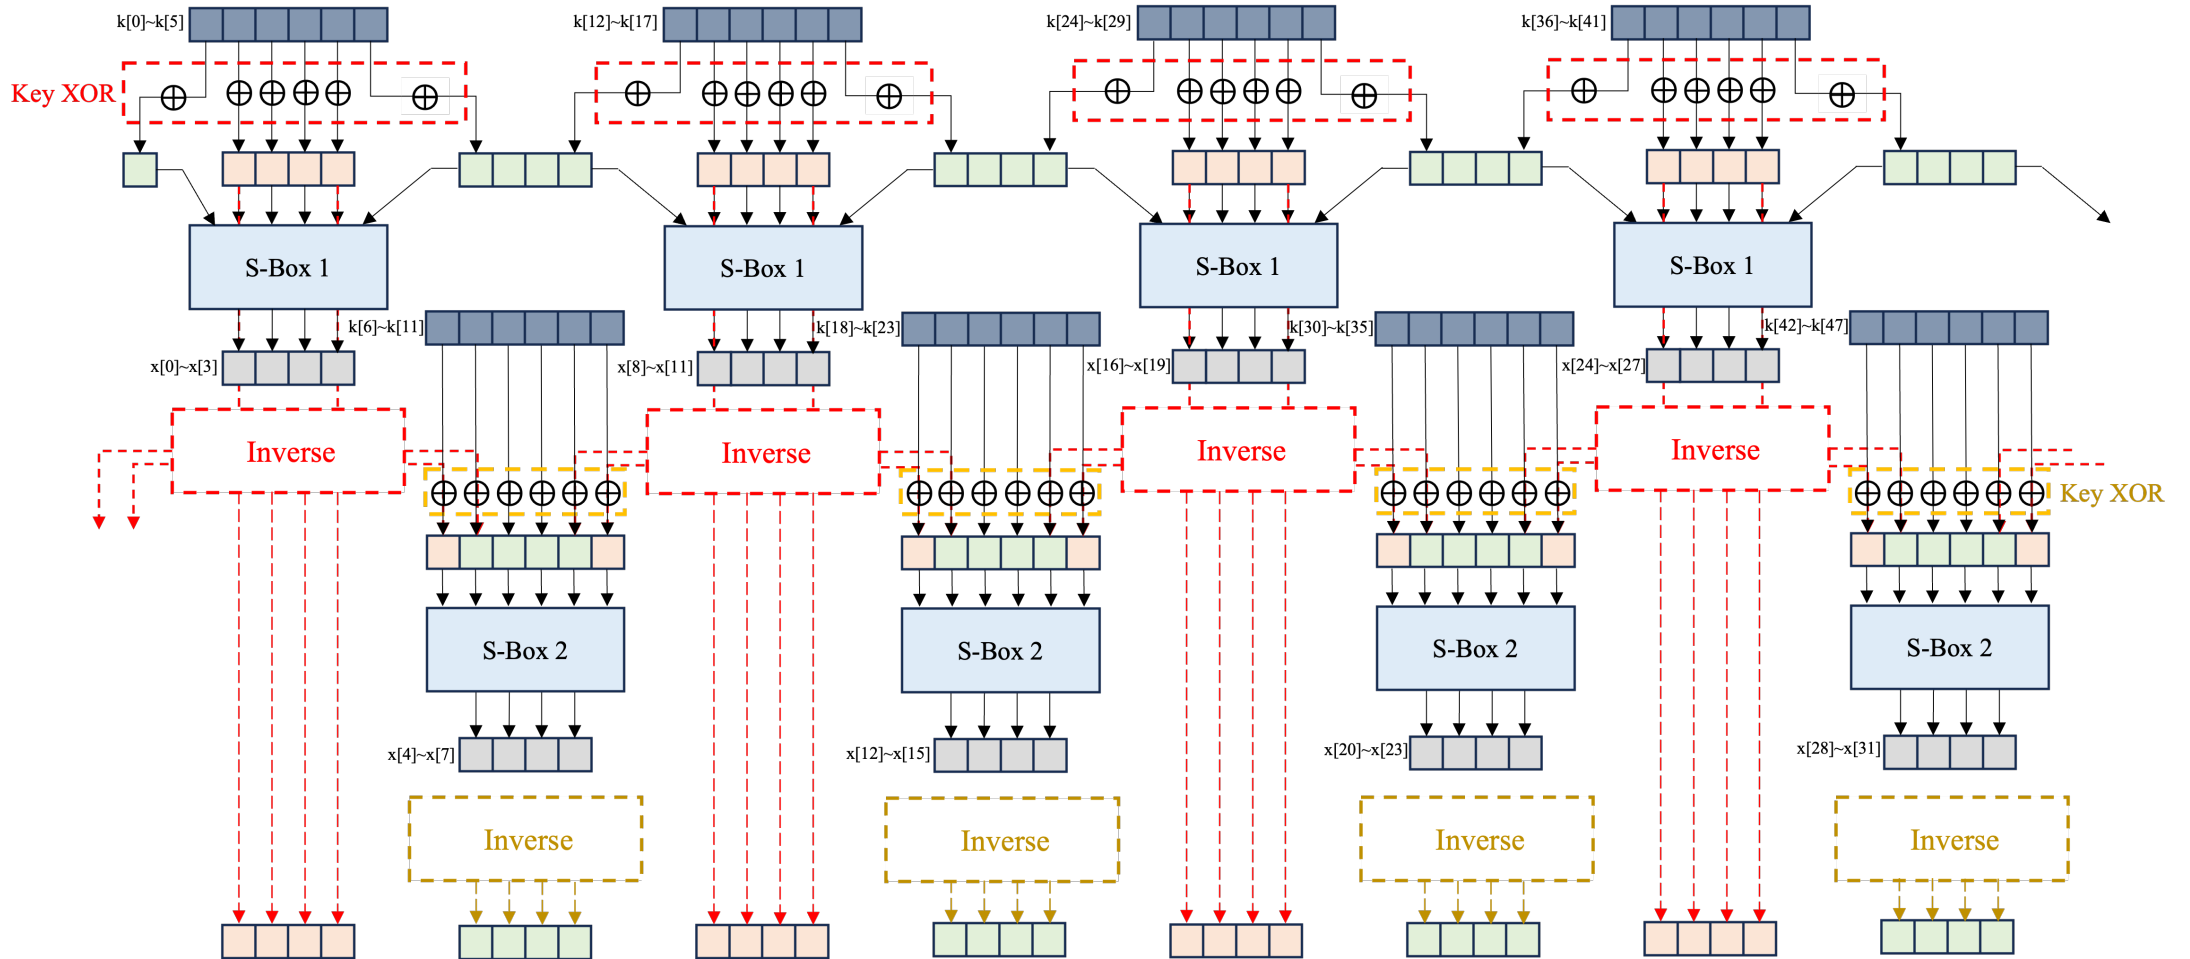 k[0]~k[5]
k[12]~k[17]
k[24]~k[29]
k[36]~k[41]
Key XOR
S-Box 1
S-Box 1
S-Box 1
S-Box 1
k[6]~k[11]
k[18]~k[23]
k[30]~k[35]
k[42]~k[47]
x[0]~x[3]
x[8]~x[11]
x[16]~x[19]
x[24]~x[27]
Inverse
Inverse
Inverse
Inverse
Key XOR
S-Box 2
S-Box 2
S-Box 2
S-Box 2
x[4]~x[7]
x[12]~x[15]
x[20]~x[23]
x[28]~x[31]
Inverse
Inverse
Inverse
Inverse